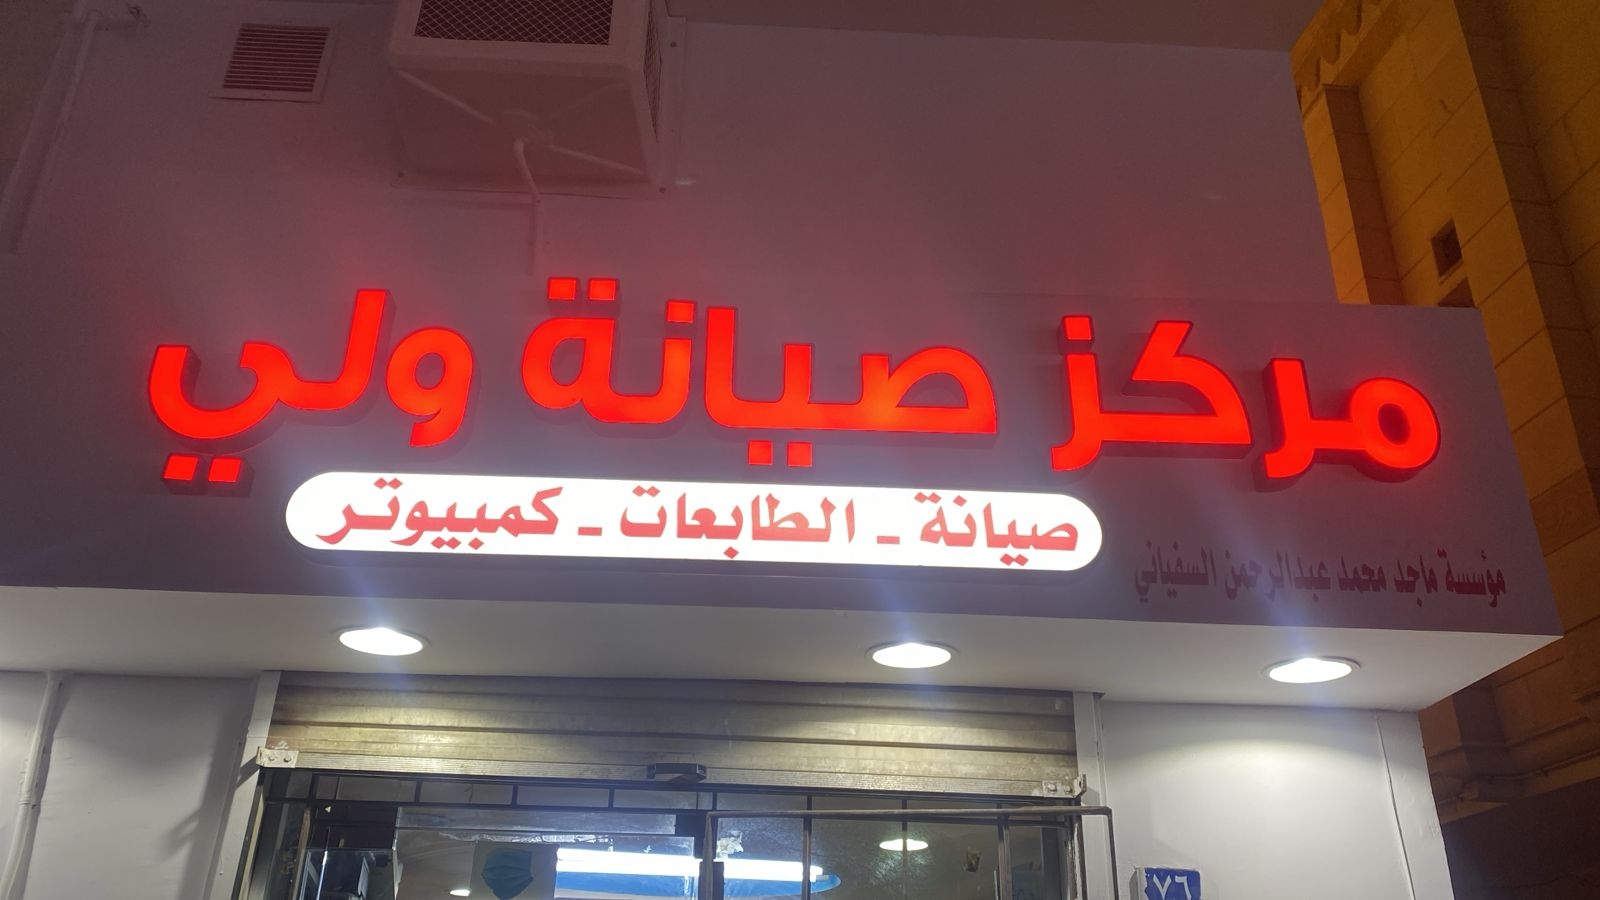 مركز صيانة ولي
صيانة - الطابعات - كمبيوتر
مؤسسة ماجد محمد عبدالرحمن السفياني
٧٦